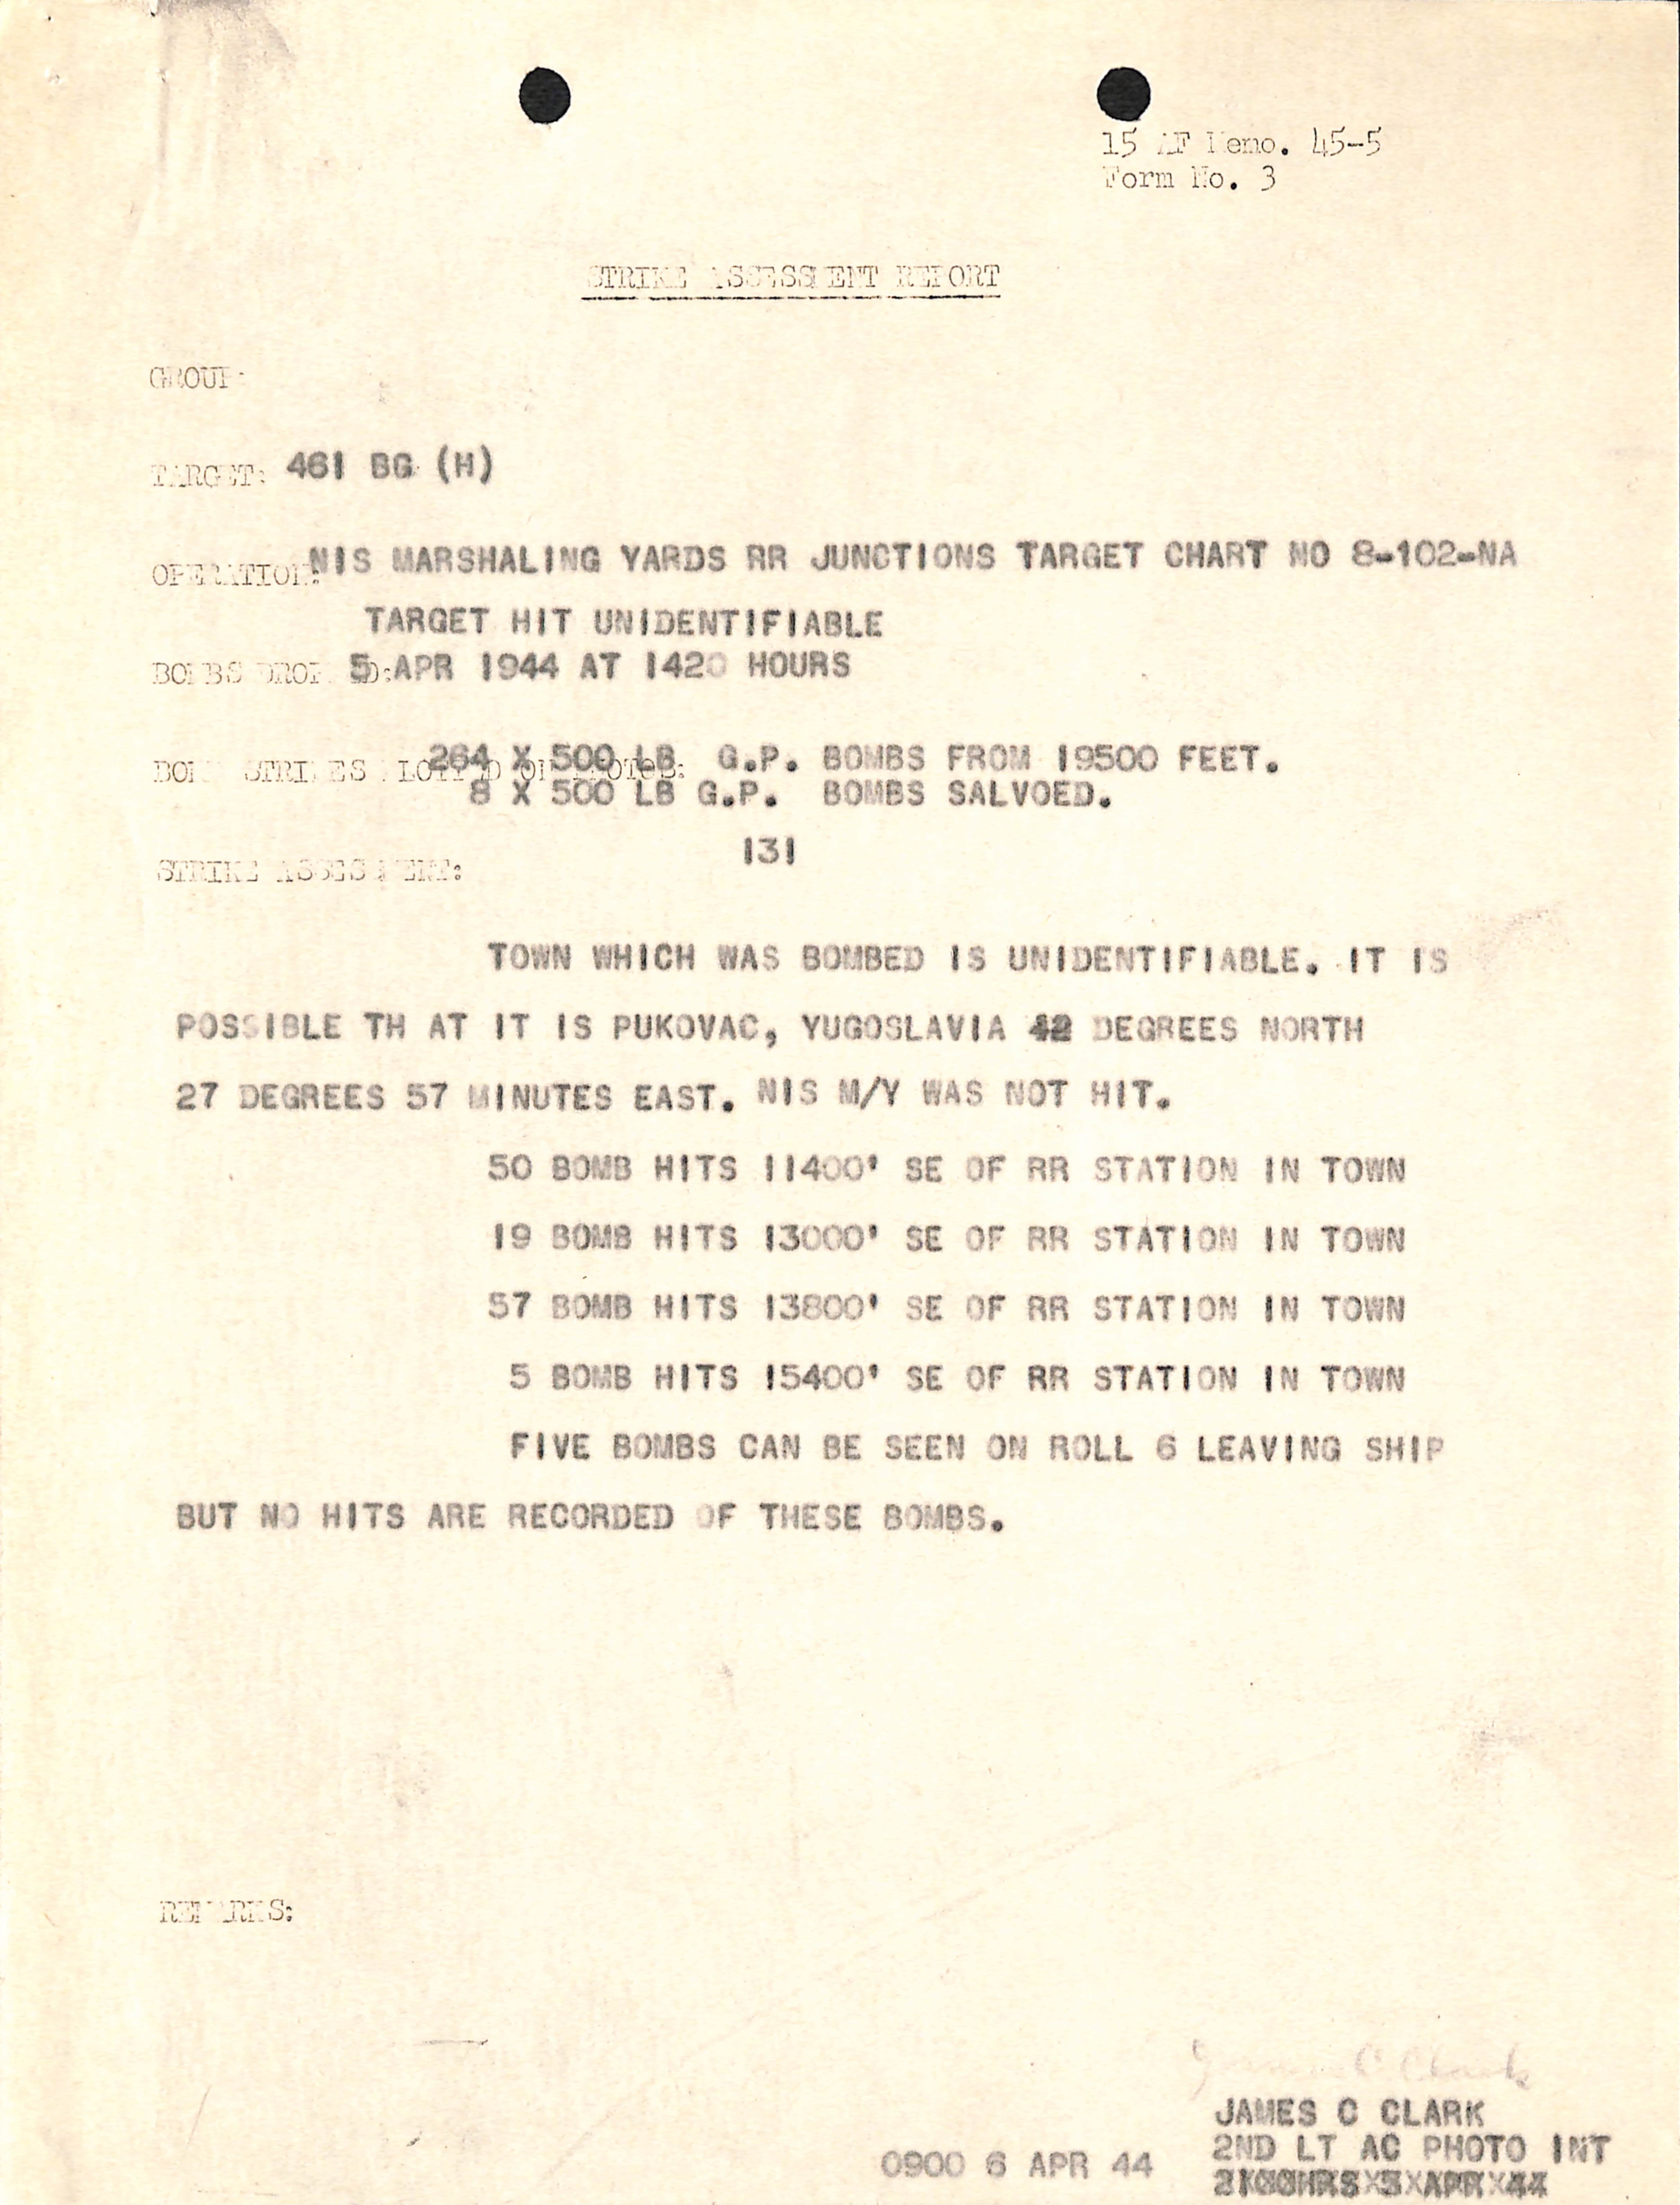 15 AF Memo. 45-5
Form No. 3
STRIKE ASSESSMENT REPORT
GROUP:
TARGET: 461 BG (H)
OPERATION: NIS MARSHALING YARDS RR JUNCTIONS TARGET CHART NO 8-102-NA
TARGET HIT UNIDENTIFIABLE
BOMBS DROPPED: 5 APR 1944 AT 1420 HOURS
264 X 500 LB G.P. BOMBS FROM 19500 FEET.
BOMB STRIKES PLOTTED ON PHOTOS:
8 X 500 LB G.P. BOMBS SALVOED.
131
STRIKE ASSESSMENT:
TOWN WHICH WAS BOMBED IS UNIDENTIFIABLE. IT IS
POSSIBLE TH AT IT IS PUKOVAC, YUGOSLAVIA 42 DEGREES NORTH
27 DEGREES 57 MINUTES EAST. NIS M/Y WAS NOT HIT.
50 BOMB HITS 11400' SE OF RR STATION IN TOWN
19 BOMB HITS 13000' SE OF RR STATION IN TOWN
57 BOMB HITS 13800' SE OF RR STATION IN TOWN
5 BOMB HITS 15400' SE OF RR STATION IN TOWN
FIVE BOMBS CAN BE SEEN ON ROLL 6 LEAVING SHIP
BUT NO HITS ARE RECORDED OF THESE BOMBS.
REMARKS:
James C Clark
JAMES C CLARK
0900 6 APR 44 2ND LT AC PHOTO INT
2100HRS 5 APR 44